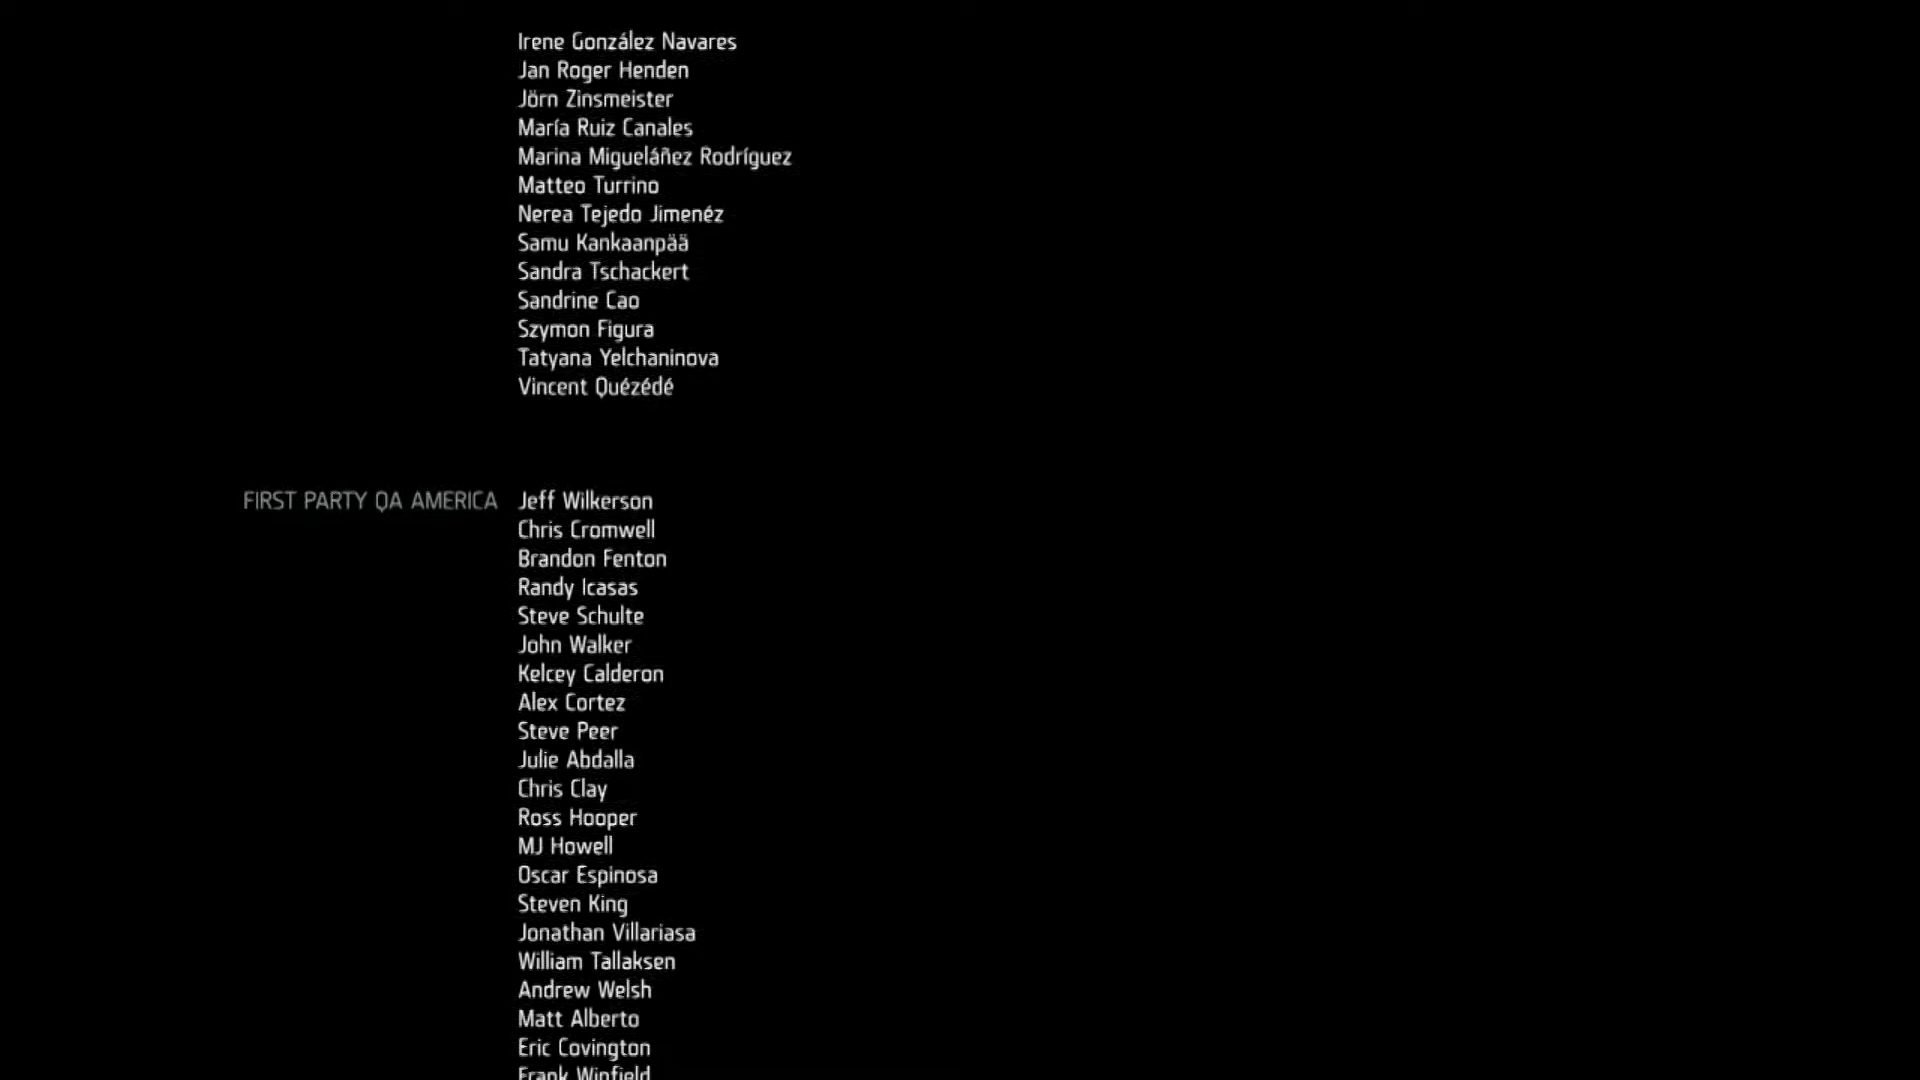 Irene González Navares
Jan Roger Henden
Jörn Zinsmeister
María Ruiz Canales
Marina Migueláñez Rodríguez
Matteo Turrino
Nerea Tejedo Jimenéz
Samu Kankaanpää
Sandra Tschackert
Sandrine Cao
Szymon Figura
Tatyana Yelchaninova
Vincent Quézédé
FIRST PARTY QA AMERICA Jeff Wilkerson
Chris Cromwell
Brandon Fenton
Randy Icasas
Steve Schulte
John Walker
Kelcey Calderon
Alex Cortez
Steve Peer
Julie Abdalla
Chris Clay
Ross Hooper
MJ Howell
Oscar Espinosa
Steven King
Jonathan Villariasa
William Tallaksen
Andrew Welsh
Matt Alberto
Eric Covington
Frank Winfield